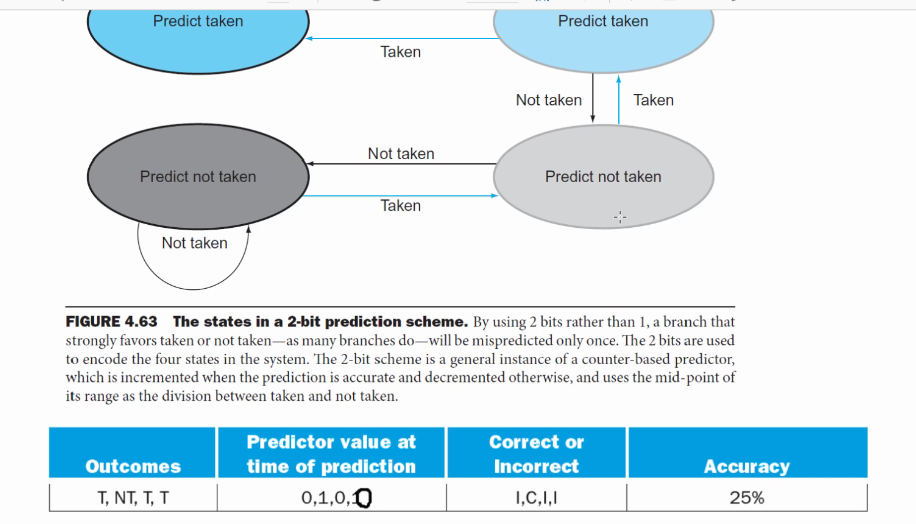 Predict taken
Predict taken
Taken
Not taken
Taken
Not taken
Predict not taken
Predict not taken
Taken
Not taken
FIGURE 4.63 The states in a 2-bit prediction scheme. By using 2 bits rather than 1, a branch that
strongly favors taken or not taken—as many branches do—will be mispredicted only once. The 2 bits are used
to encode the four states in the system. The 2-bit scheme is a general instance of a counter-based predictor,
which is incremented when the prediction is accurate and decremented otherwise, and uses the mid-point of
its range as the division between taken and not taken.
Outcomes
Predictor value at
time of prediction
Correct or
Incorrect
Accuracy
T, NT, T, T
0,1,0,0
I,C,I,I
25%